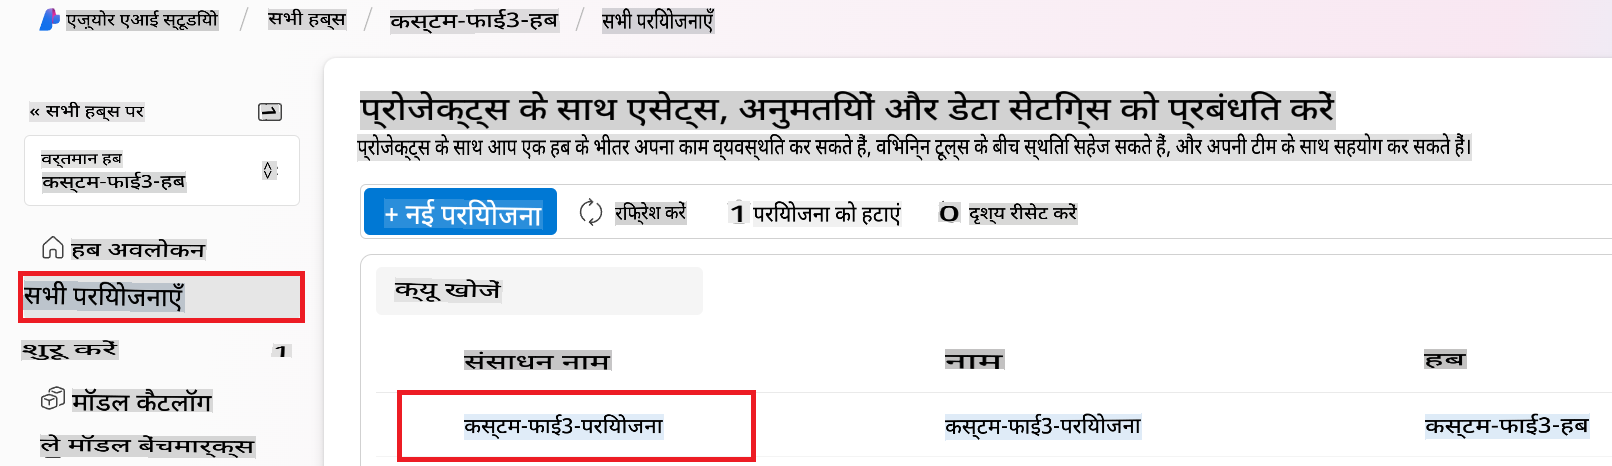 एज़्योर एआई स्टूडियो / सभी हब्स / कस्टम-फाई3-हब / सभी परियोजनाएँ
« सभी हब्स पर
वर्तमान हब
कस्टम-फाई3-हब
हब अवलोकन
सभी परियोजनाएँ
शुरू करें 1
मॉडल कैटलॉग
ले मॉडल बेंचमार्क्स
प्रोजेक्ट्स के साथ एसेट्स, अनुमतियों और डेटा सेटिंग्स को प्रबंधित करें
प्रोजेक्ट्स के साथ आप एक हब के भीतर अपना काम व्यवस्थित कर सकते हैं, विभिन्न टूल्स के बीच स्थिति सहेज सकते हैं, और अपनी टीम के साथ सहयोग कर सकते हैं।
+ नई परियोजना रिफ्रेश करें 1 परियोजना को हटाएं 0 दृश्य रीसेट करें
क्यू खोजें
संसाधन नाम नाम हब
कस्टम-फाई3-परियोजना कस्टम-फाई3-परियोजना कस्टम-फाई3-हब